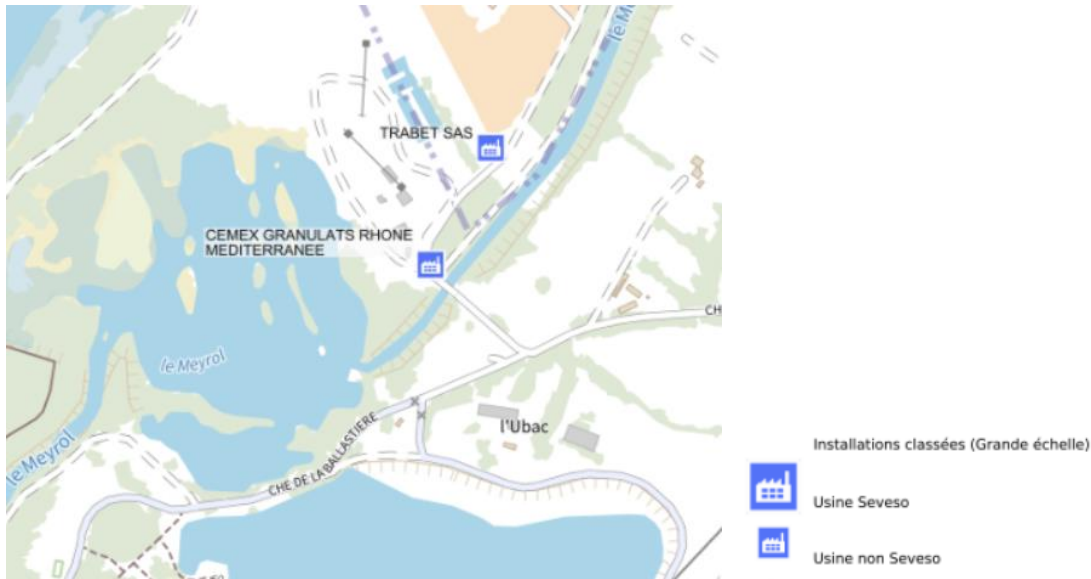 le Me
TRABET SAS
CEMEX GRANULATS RHONE
MEDITERRANEE
CH
le Meyrol
l'Ubac
le Meyrol
CHE DE LA BALLASTIERE
Installations classées (Grande échelle)
Usine Seveso
Usine non Seveso